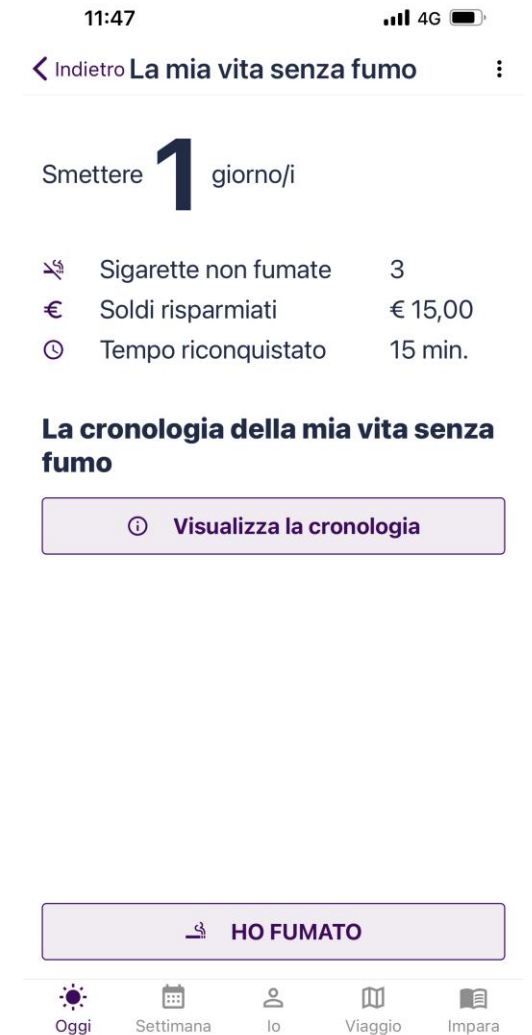 11:47 4G
Indietro La mia vita senza fumo
Smettere 1 giorno/i
Sigarette non fumate 3
€ Soldi risparmiati € 15,00
Tempo riconquistato 15 min.
La cronologia della mia vita senza
fumo
Visualizza la cronologia
HO FUMATO
Oggi Settimana Io Viaggio Impara